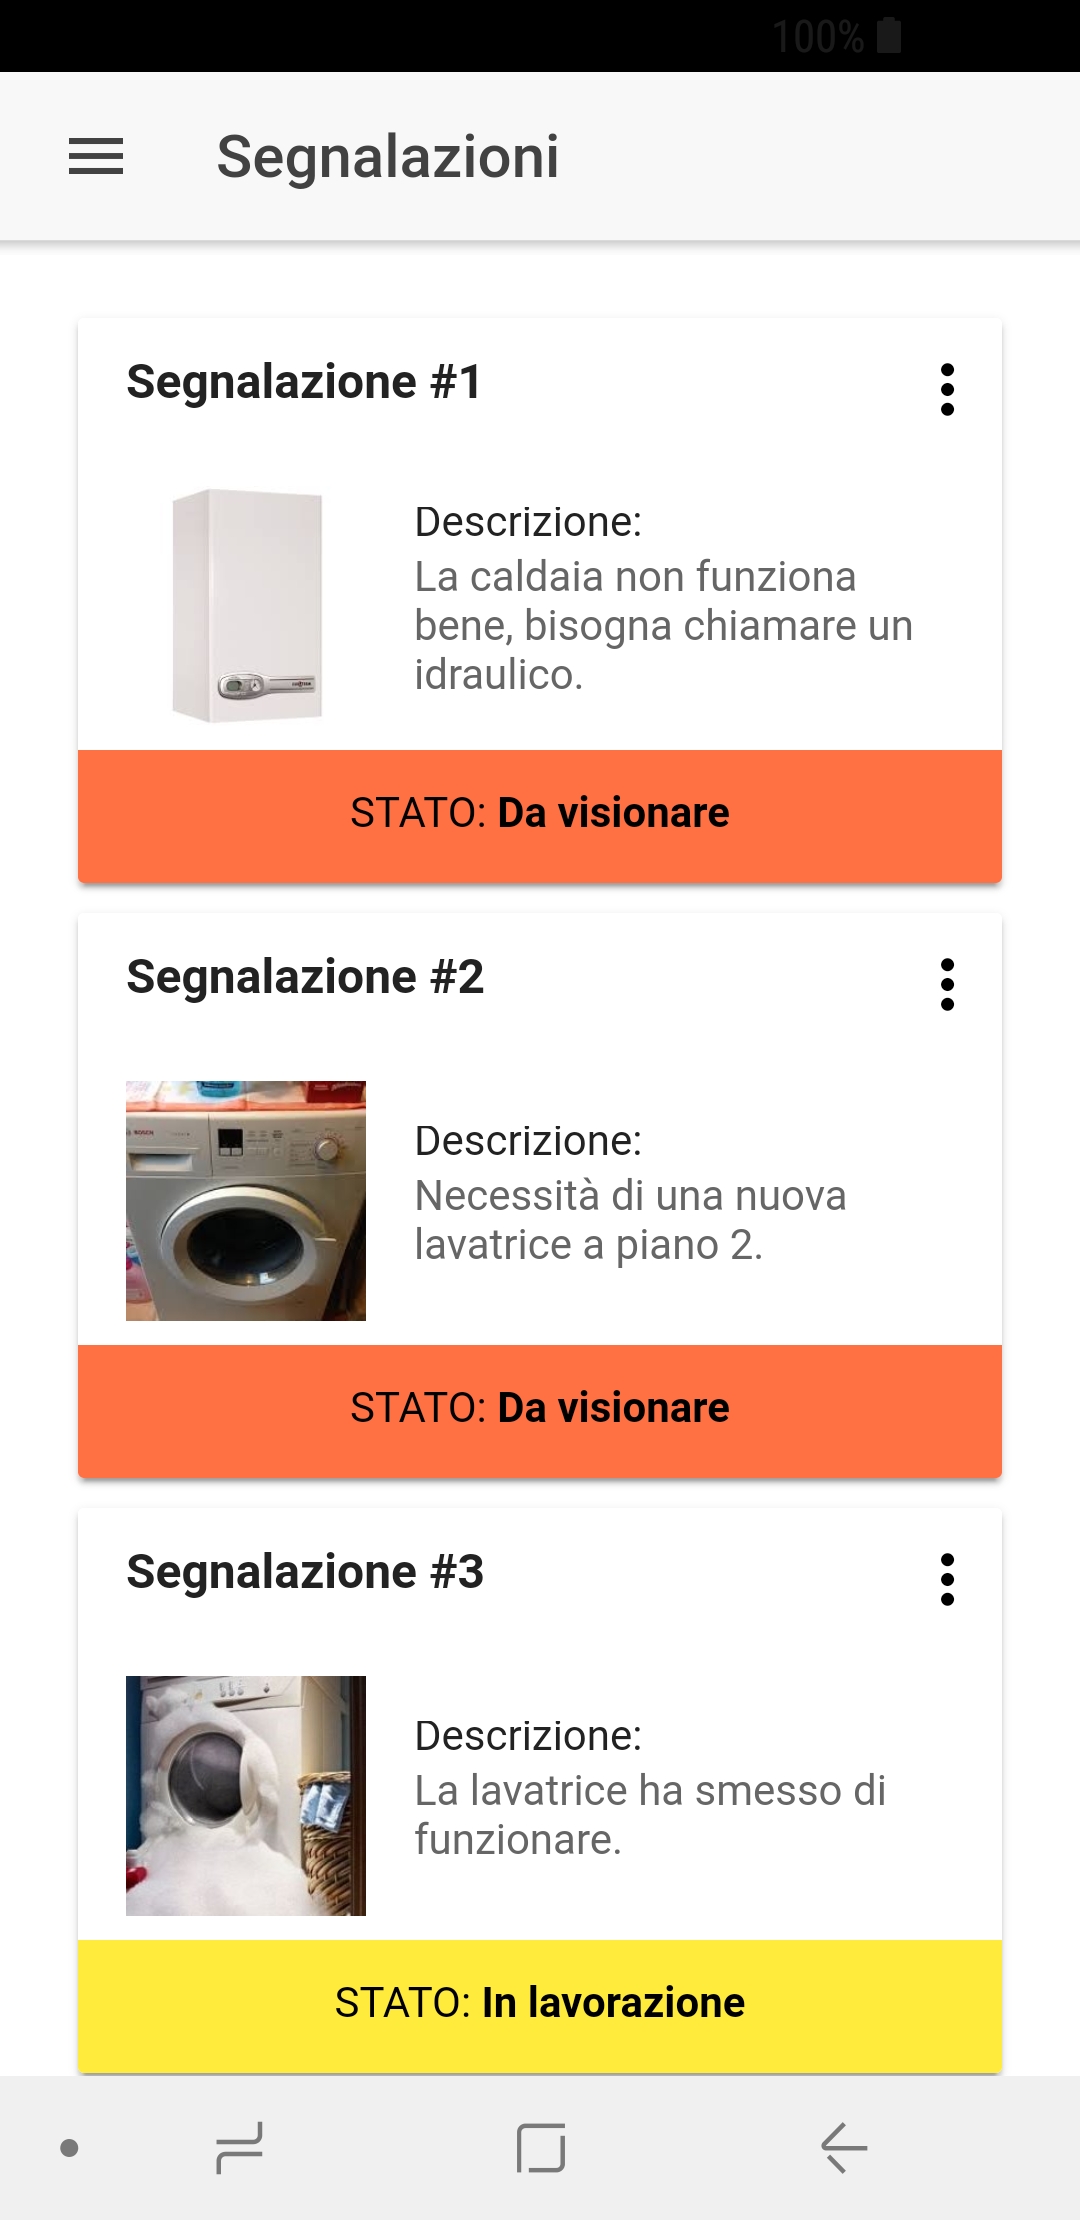 100%
Segnalazioni
Segnalazione #1
Descrizione:
La caldaia non funziona
bene, bisogna chiamare un
idraulico.
STATO: Da visionare
Segnalazione #2
BOSCH
Descrizione:
Necessità di una nuova
lavatrice a piano 2.
STATO: Da visionare
Segnalazione #3
Descrizione:
La lavatrice ha smesso di
funzionare.
STATO: In lavorazione